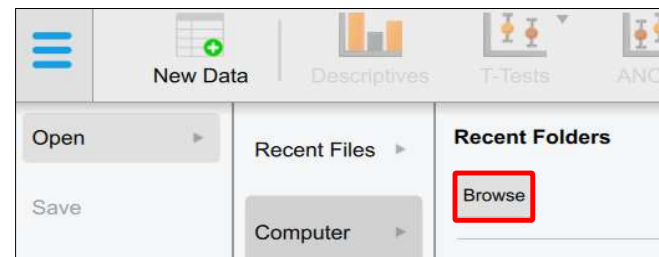 New Data
Descriptives
T-Tests
Open
Recent Files
Recent Folders
Browse
Save
Computer